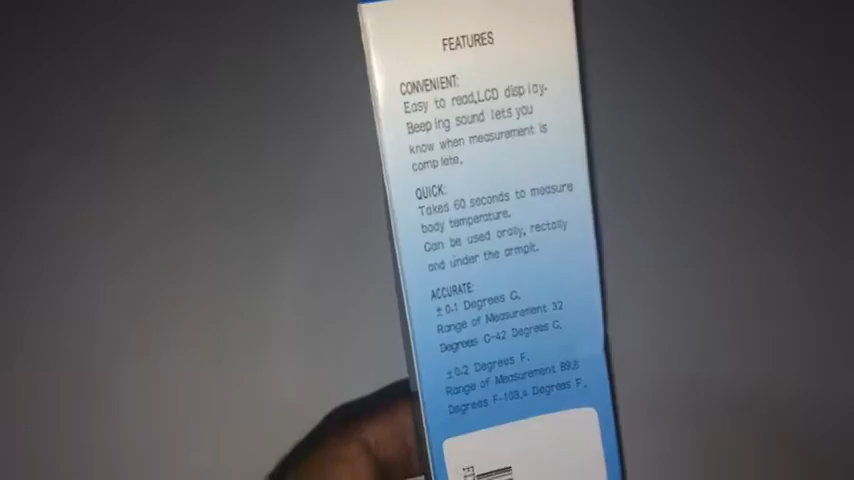 FEATURES
CONVENIENT:
Easy to read,LCD display.
Beeping sound lets you
know when measurement is
complete.
QUICK:
Takes 60 seconds to measure
body temperature.
Can be used orally, rectally
and under the armpit.
ACCURATE:
±0.1 Degrees C.
Range of Measurement 32
Degrees C-42 Degrees C.
±0.2 Degrees F.
Range of Measurement 89.6
Degrees F-109.4 Degrees F.